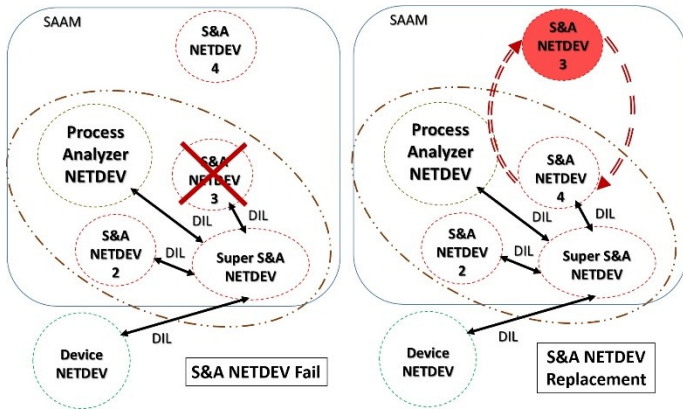 SAAM
S&A
NETDEV
4
Process
Analyzer
NETDEV
S&A
NETDEV
3
DIL
DIL
S&A
NETDEV
2
DIL
Super S&A
NETDEV
DIL
Device
NETDEV
S&A NETDEV Fail
SAAM
S&A
NETDEV
3
Process
Analyzer
NETDEV
S&A
NETDEV
4
DIL
DIL
S&A
NETDEV
2
DIL
Super S&A
NETDEV
DIL
Device
NETDEV
S&A NETDEV
Replacement